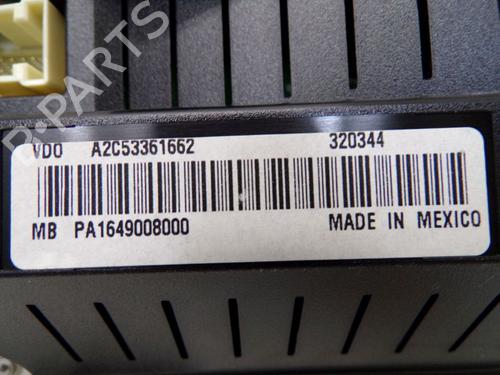 B-PARTS
VDO A2C53361662 320344
MB PA1649008000 MADE IN MEXICO